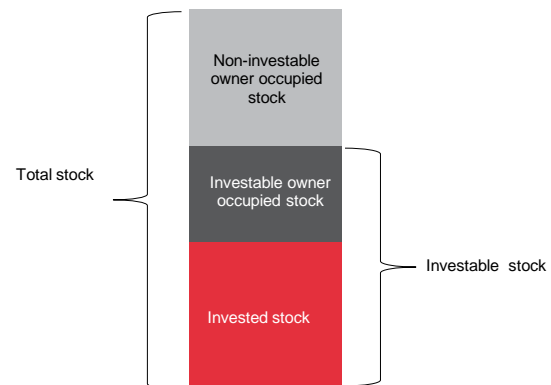 Non-investable
owner occupied
stock
Total stock
Investable owner
occupied stock
Investable stock
Invested stock